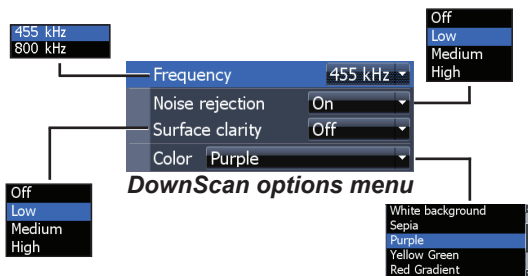 455 kHz
800 kHz
Off
Low
Medium
High
Frequency 455 kHz
Noise rejection On
Surface clarity Off
Color Purple
DownScan options menu
Off
Low
Medium
High
White background
Sepia
Purple
Yellow Green
Red Gradient